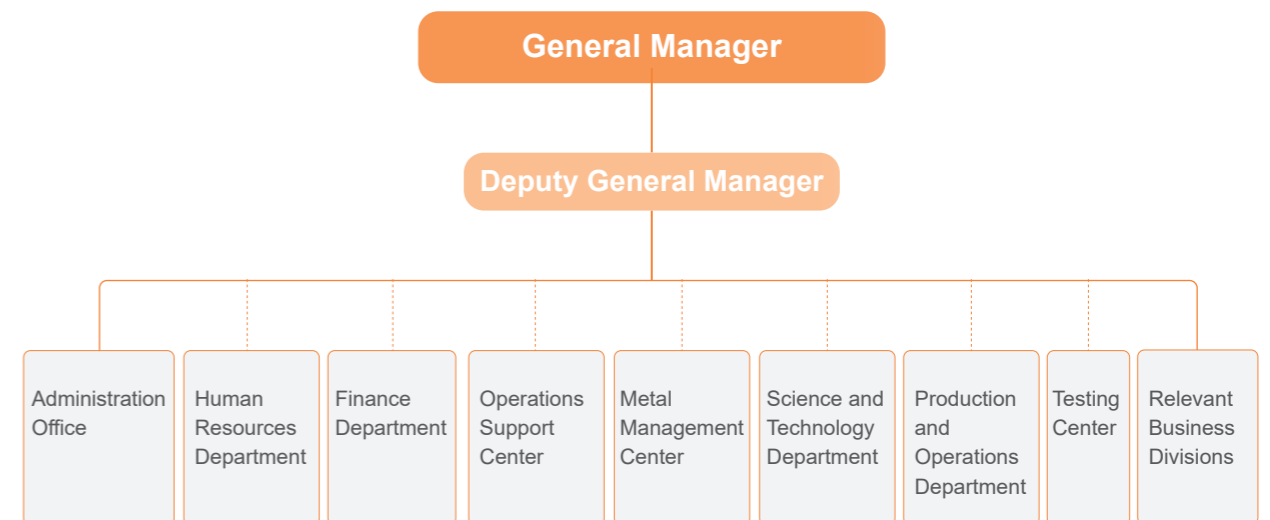 General Manager
Deputy General Manager
Administration
Office
Human
Resources
Department
Finance
Department
Operations
Support
Center
Metal
Management
Center
Science and
Technology
Department
Production
and
Operations
Department
Testing
Center
Relevant
Business
Divisions